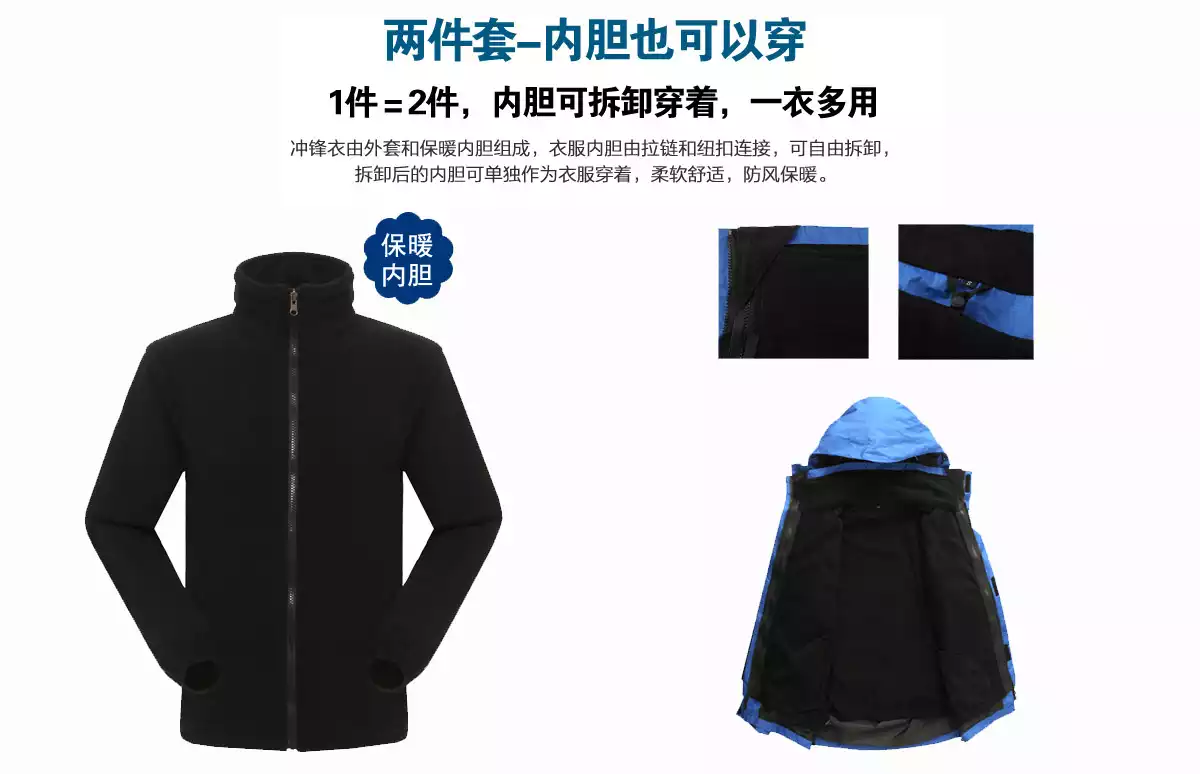 两件套-内胆也可以穿
1件=2件，内胆可拆卸穿着，一衣多用
冲锋衣由外套和保暖内胆组成，衣服内胆由拉链和纽扣连接，可自由拆卸，
拆卸后的内胆可单独作为衣服穿着，柔软舒适，防风保暖。
保暖
内胆